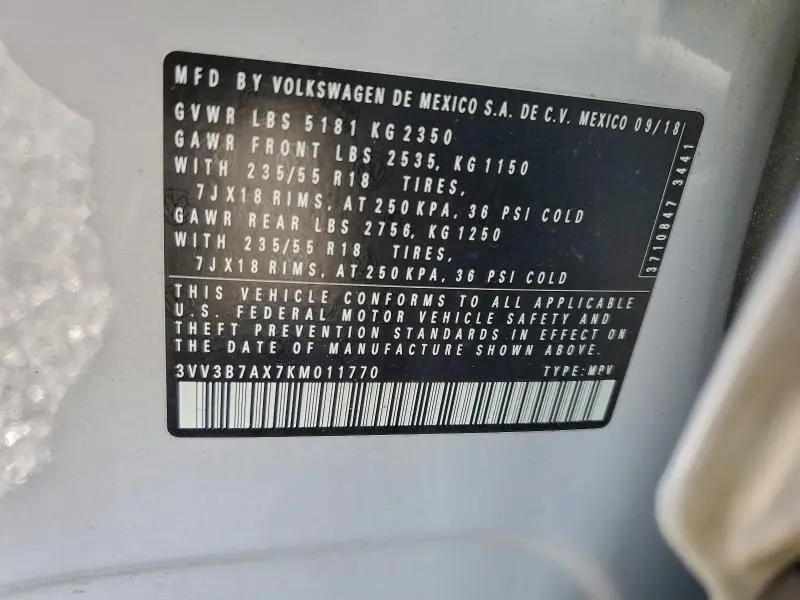 MFD BY VOLKSWAGEN DE MEXICO S.A. DE C.V. MEXICO 09/18
GVWR LBS 5181 KG 2350
GAWR FRONT LBS 2535, KG 1150
WITH 235/55 R18 TIRES,
7JX18 RIMS, AT 250 KPA, 36 PSI COLD
GAWR REAR LBS 2756, KG 1250
WITH 235/55 R18 TIRES,
7JX18 RIMS, AT 250 KPA, 36 PSI COLD
3710847 3441
THIS VEHICLE CONFORMS TO ALL APPLICABLE
U.S. FEDERAL MOTOR VEHICLE SAFETY AND
THEFT PREVENTION STANDARDS IN EFFECT ON
THE DATE OF MANUFACTURE SHOWN ABOVE.
3VV3B7AX7KM011770 TYPE: MPV